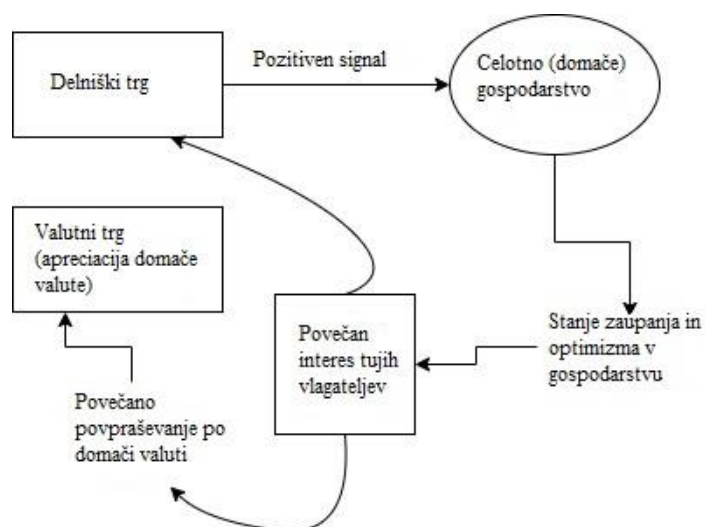 Delniški trg
Pozitiven signal
Celotno (domače)
gospodarstvo
Valutni trg
(apreciacija domače
valute)
Povečan
interes tujih
vlagateljev
Stanje zaupanja in
optimizma v
gospodarstvu
Povečano
povpraševanje po
domači valuti